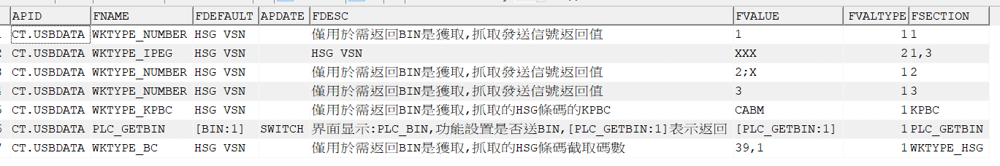 APID FNAME FDEFAULT APDATE FDESC FVALUE FVALTYPE FSECTION
CT.USBDATA WKTYPE_NUMBER HSG VSN 僅用於需返回BIN是獲取,抓取發送信號返回值 1 1 1
CT.USBDATA WKTYPE_IPEG HSG VSN HSG VSN XXX 2 1,3
CT.USBDATA WKTYPE_NUMBER HSG VSN 僅用於需返回BIN是獲取,抓取發送信號返回值 2;X 1 2
CT.USBDATA WKTYPE_NUMBER HSG VSN 僅用於需返回BIN是獲取,抓取發送信號返回值 3 1 3
CT.USBDATA WKTYPE_KPBC HSG VSN 僅用於需返回BIN是獲取,抓取的HSG條碼的KPBC CABM 1 KPBC
CT.USBDATA PLC_GETBIN [BIN:1] SWITCH 界面显示:PLC_BIN,功能設置是否送BIN,[PLC_GETBIN:1]表示返回 [PLC_GETBIN:1] 1 PLC_GETBIN
CT.USBDATA WKTYPE_BC HSG VSN 僅用於需返回BIN是獲取,抓取的HSG條碼截取碼數 39,1 1 WKTYPE_HSG